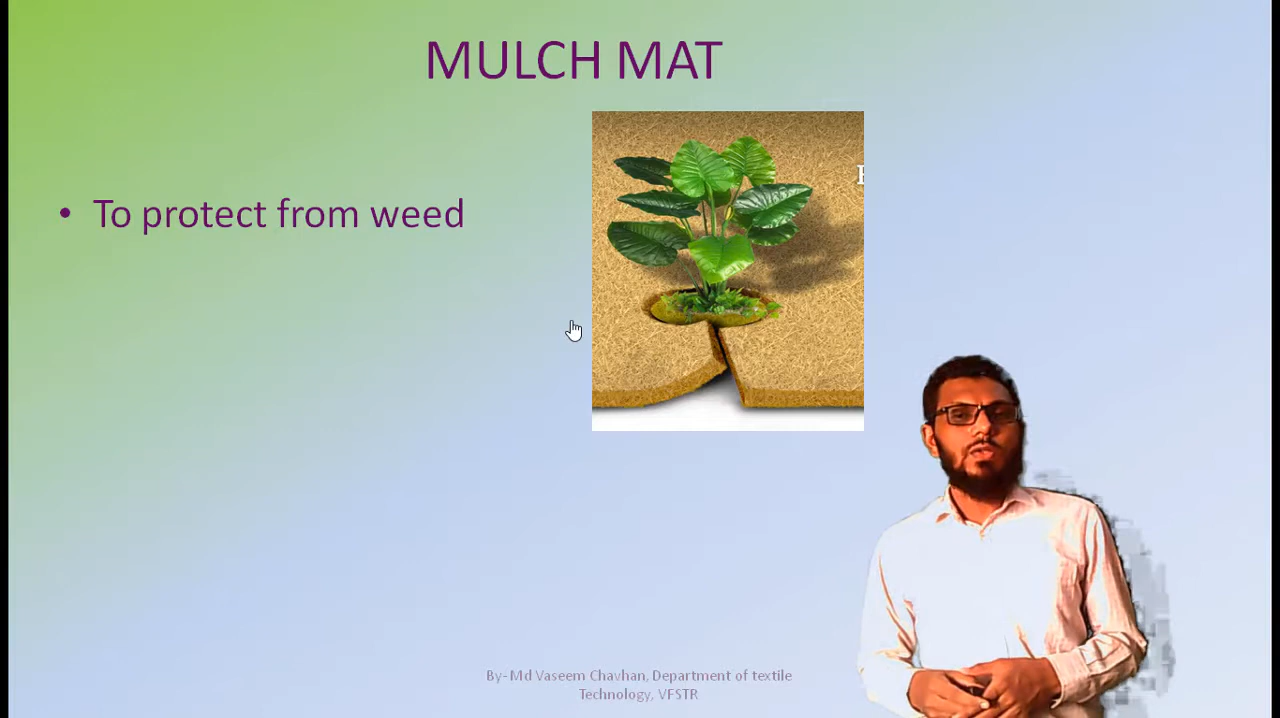 MULCH MAT
• To protect from weed
By- Md Vaseem Chavhan, Department of textile
Technology, VFSTR